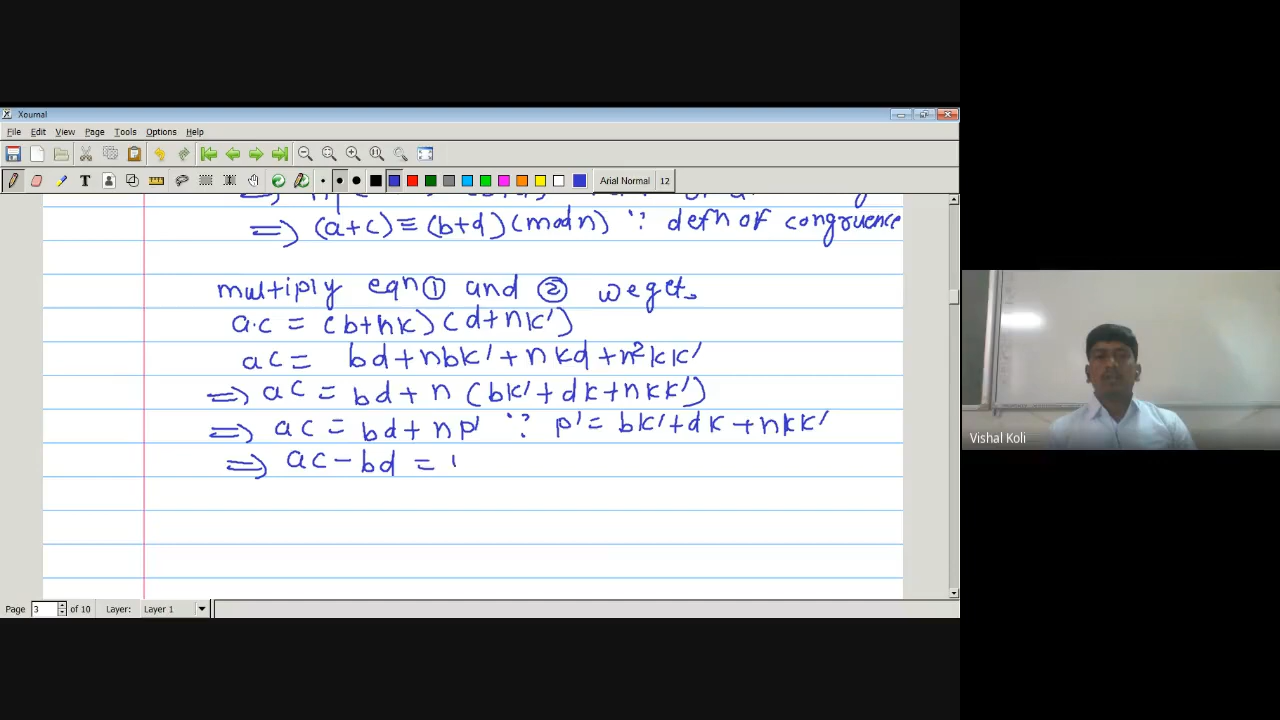 Xournal
File Edit View Page Tools Options Help
Arial Normal 12
⇒ (a+c) ≡ (b+d) (mod n) ∵ defn of congruence
multiply eqn ① and ② we get.
a·c = (b+nk) (d+nk')
ac = bd+nbk'+nkd+n²kk'
⇒ ac = bd+n (bk'+dk+nkk')
⇒ ac = bd+np' ∵ p'= bk'+dk+nkk'
⇒ ac-bd =
Vishal Koli
Page 3 of 10 Layer: Layer 1